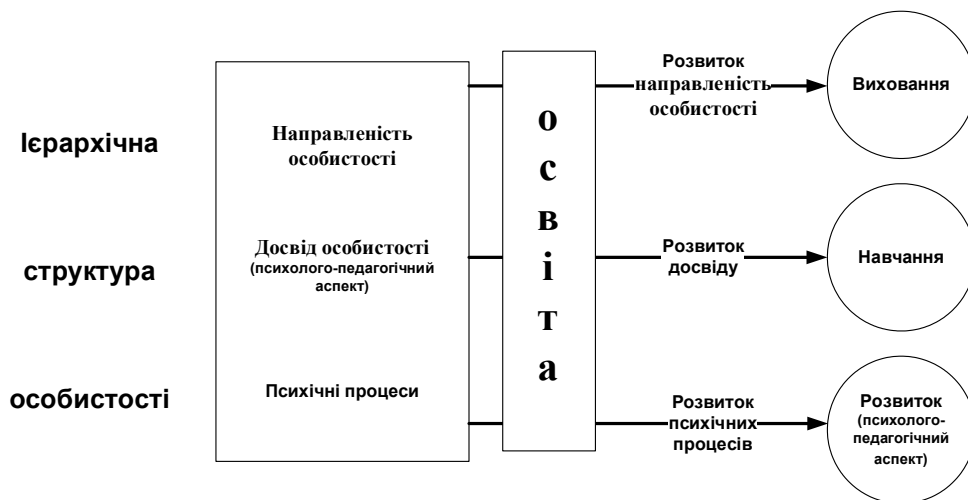 Ієрархічна
структура
особистості
Направленість
особистості
Досвід особистості
(психолого-педагогічний
аспект)
Психічні процеси
о
с
в
і
т
а
Розвиток
направленість
особистості
Виховання
Розвиток
досвіду
Навчання
Розвиток
психічних
процесів
Розвиток
(психолого-
педагогічний
аспект)